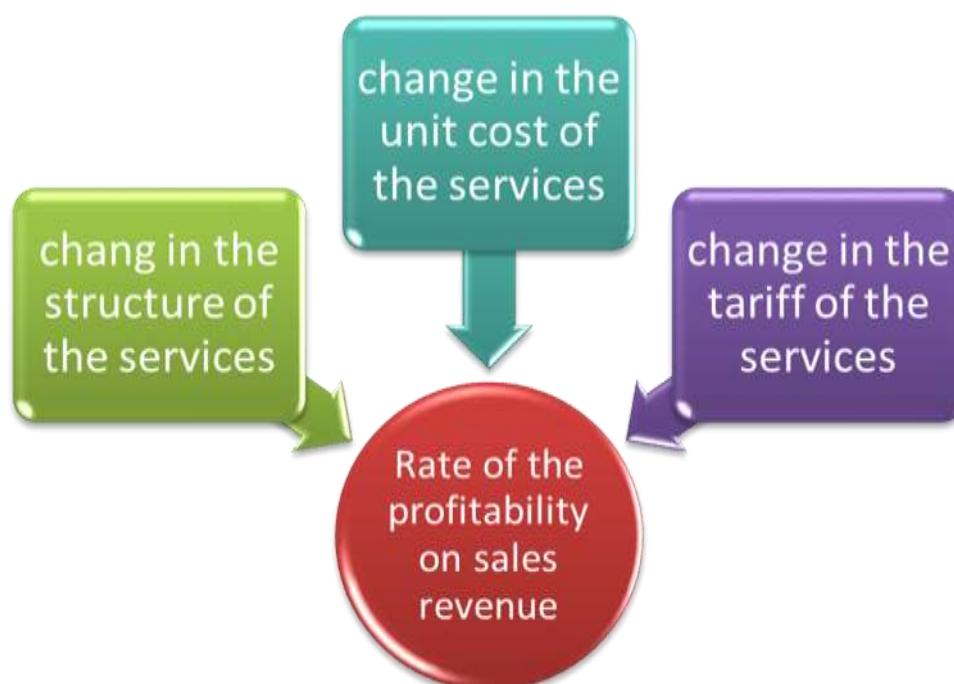 change in the
unit cost of
the services
chang in the
structure of
the services
change in the
tariff of the
services
Rate of the
profitability
on sales
revenue